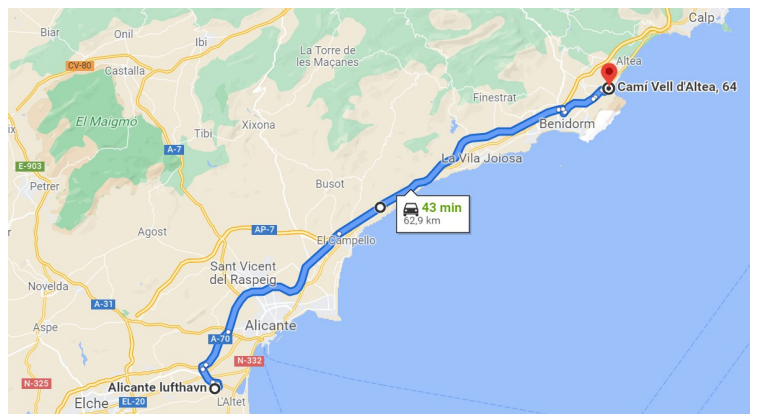 Calp
Biar
Onil
Ibi
La Torre de
les Maçanes
Altea
CV-80
Castalla
Camí Vell d'Altea, 64
Finestrat
El Maigmó
Xixona
Benidorm
Tibi
A-7
La Vila Joiosa
E-903
Petrer
Busot
43 min
62,9 km
Agost
AP-7
El Campello
Sant Vicent
del Raspeig
Novelda
A-31
Aspe
Alicante
A-70
N-332
N-325
Alicante lufthavn
Elche
EL-20
L'Altet